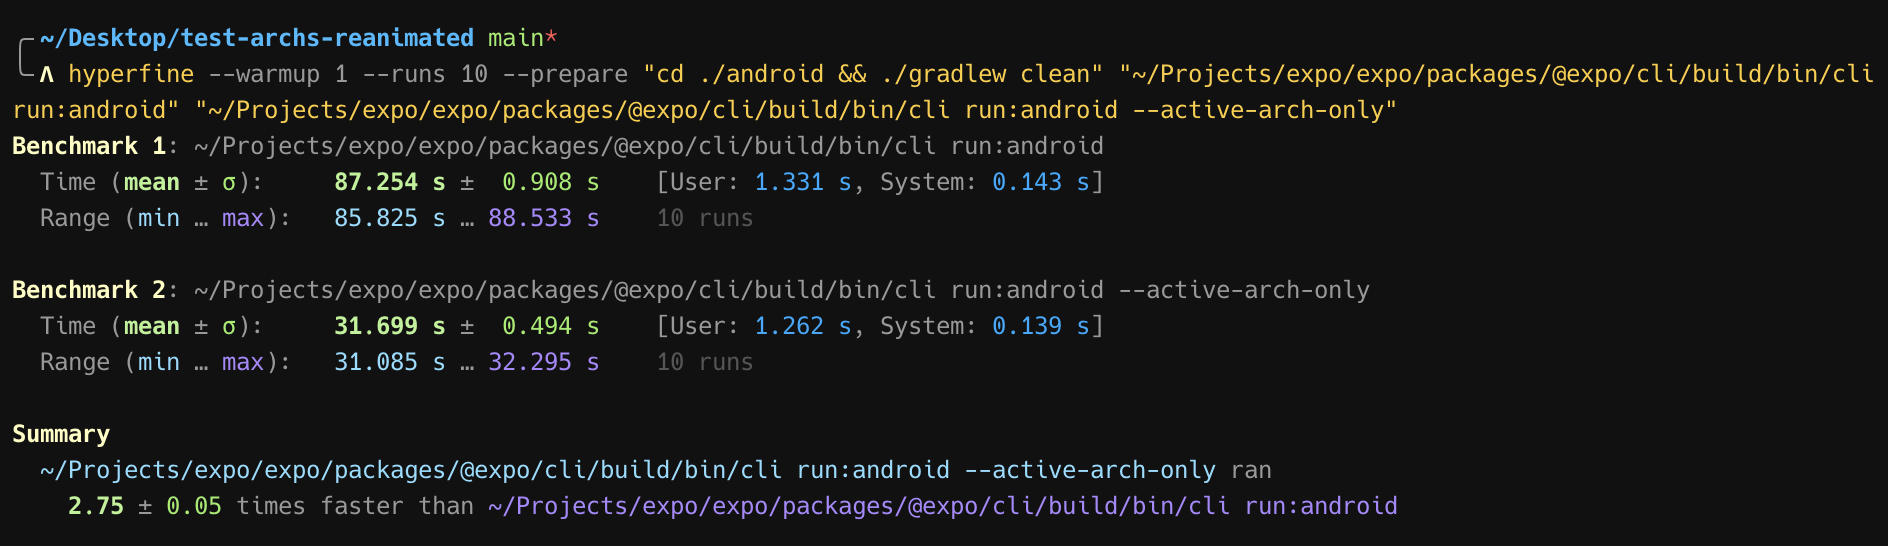 ~/Desktop/test-archs-reanimated main*
Λ hyperfine --warmup 1 --runs 10 --prepare "cd ./android && ./gradlew clean" "~/Projects/expo/expo/packages/@expo/cli/build/bin/cli
run:android" "~/Projects/expo/expo/packages/@expo/cli/build/bin/cli run:android --active-arch-only"
Benchmark 1: ~/Projects/expo/expo/packages/@expo/cli/build/bin/cli run:android
  Time (mean ± σ):     87.254 s ±  0.908 s    [User: 1.331 s, System: 0.143 s]
  Range (min … max):   85.825 s … 88.533 s    10 runs

Benchmark 2: ~/Projects/expo/expo/packages/@expo/cli/build/bin/cli run:android --active-arch-only
  Time (mean ± σ):     31.699 s ±  0.494 s    [User: 1.262 s, System: 0.139 s]
  Range (min … max):   31.085 s … 32.295 s    10 runs

Summary
  ~/Projects/expo/expo/packages/@expo/cli/build/bin/cli run:android --active-arch-only ran
    2.75 ± 0.05 times faster than ~/Projects/expo/expo/packages/@expo/cli/build/bin/cli run:android